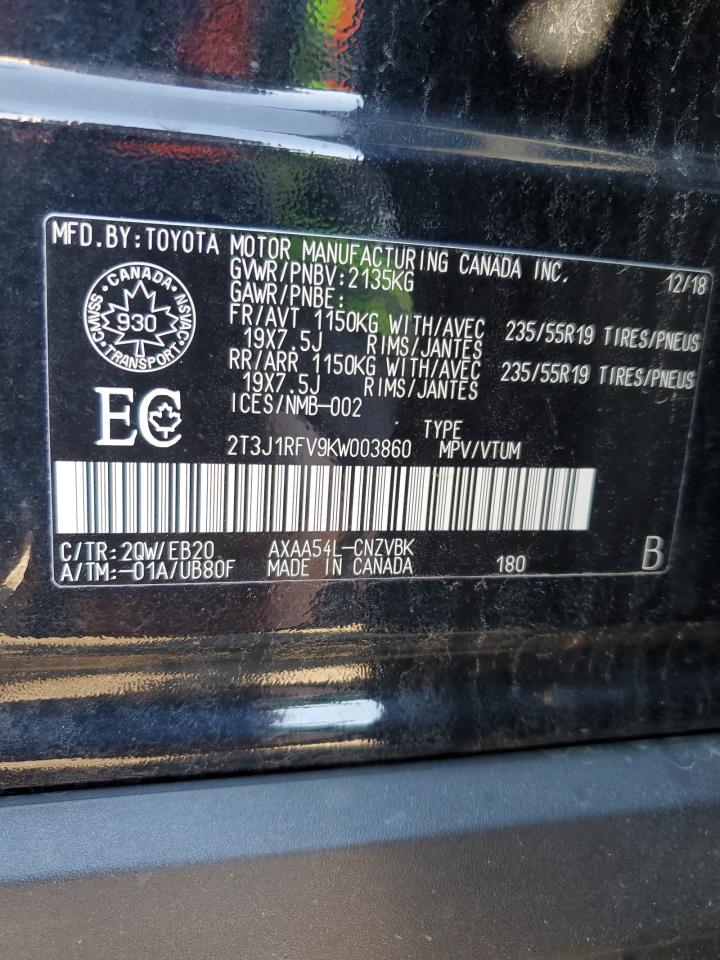 MFD.BY:TOYOTA MOTOR MANUFACTURING CANADA INC. 12/18
GVWR/PNBV:2135KG
GAWR/PNBE:
FR/AVT 1150KG WITH/AVEC 235/55R19 TIRES/PNEUS
19X7.5J RIMS/JANTES
RR/ARR 1150KG WITH/AVEC 235/55R19 TIRES/PNEUS
19X7.5J RIMS/JANTES
ICES/NMB-002
CANADA
CMVSS NSVAC
930
TRANSPORT
EC
TYPE
2T3J1RFV9KW003860 MPV/VTUM
C/TR:2QW/EB20 AXAA54L-CNZVBK
A/TM:-01A/UB80F MADE IN CANADA 180 B